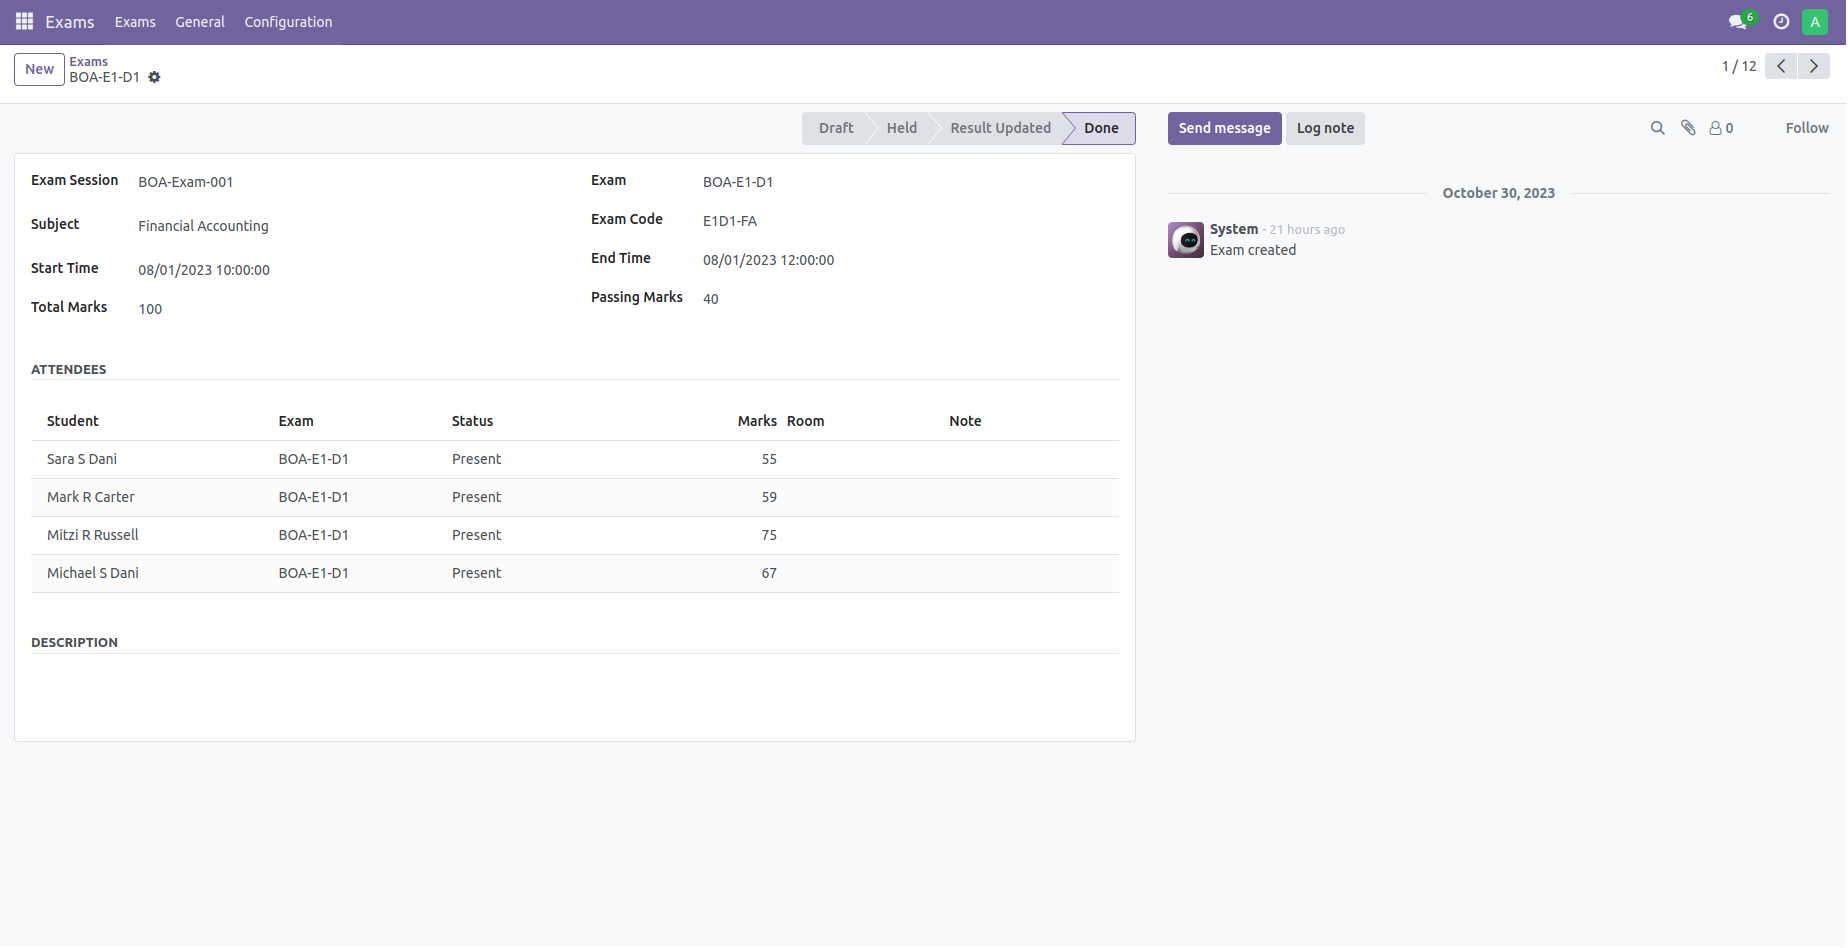 Exams Exams General Configuration 6 A
New Exams
BOA-E1-D1
1 / 12
Draft Held Result Updated Done
Send message Log note 0 Follow
Exam Session BOA-Exam-001
Subject Financial Accounting
Start Time 08/01/2023 10:00:00
Total Marks 100
Exam BOA-E1-D1
Exam Code E1D1-FA
End Time 08/01/2023 12:00:00
Passing Marks 40
ATTENDEES
Student Exam Status Marks Room Note
Sara S Dani BOA-E1-D1 Present 55
Mark R Carter BOA-E1-D1 Present 59
Mitzi R Russell BOA-E1-D1 Present 75
Michael S Dani BOA-E1-D1 Present 67
DESCRIPTION
October 30, 2023
System - 21 hours ago
Exam created